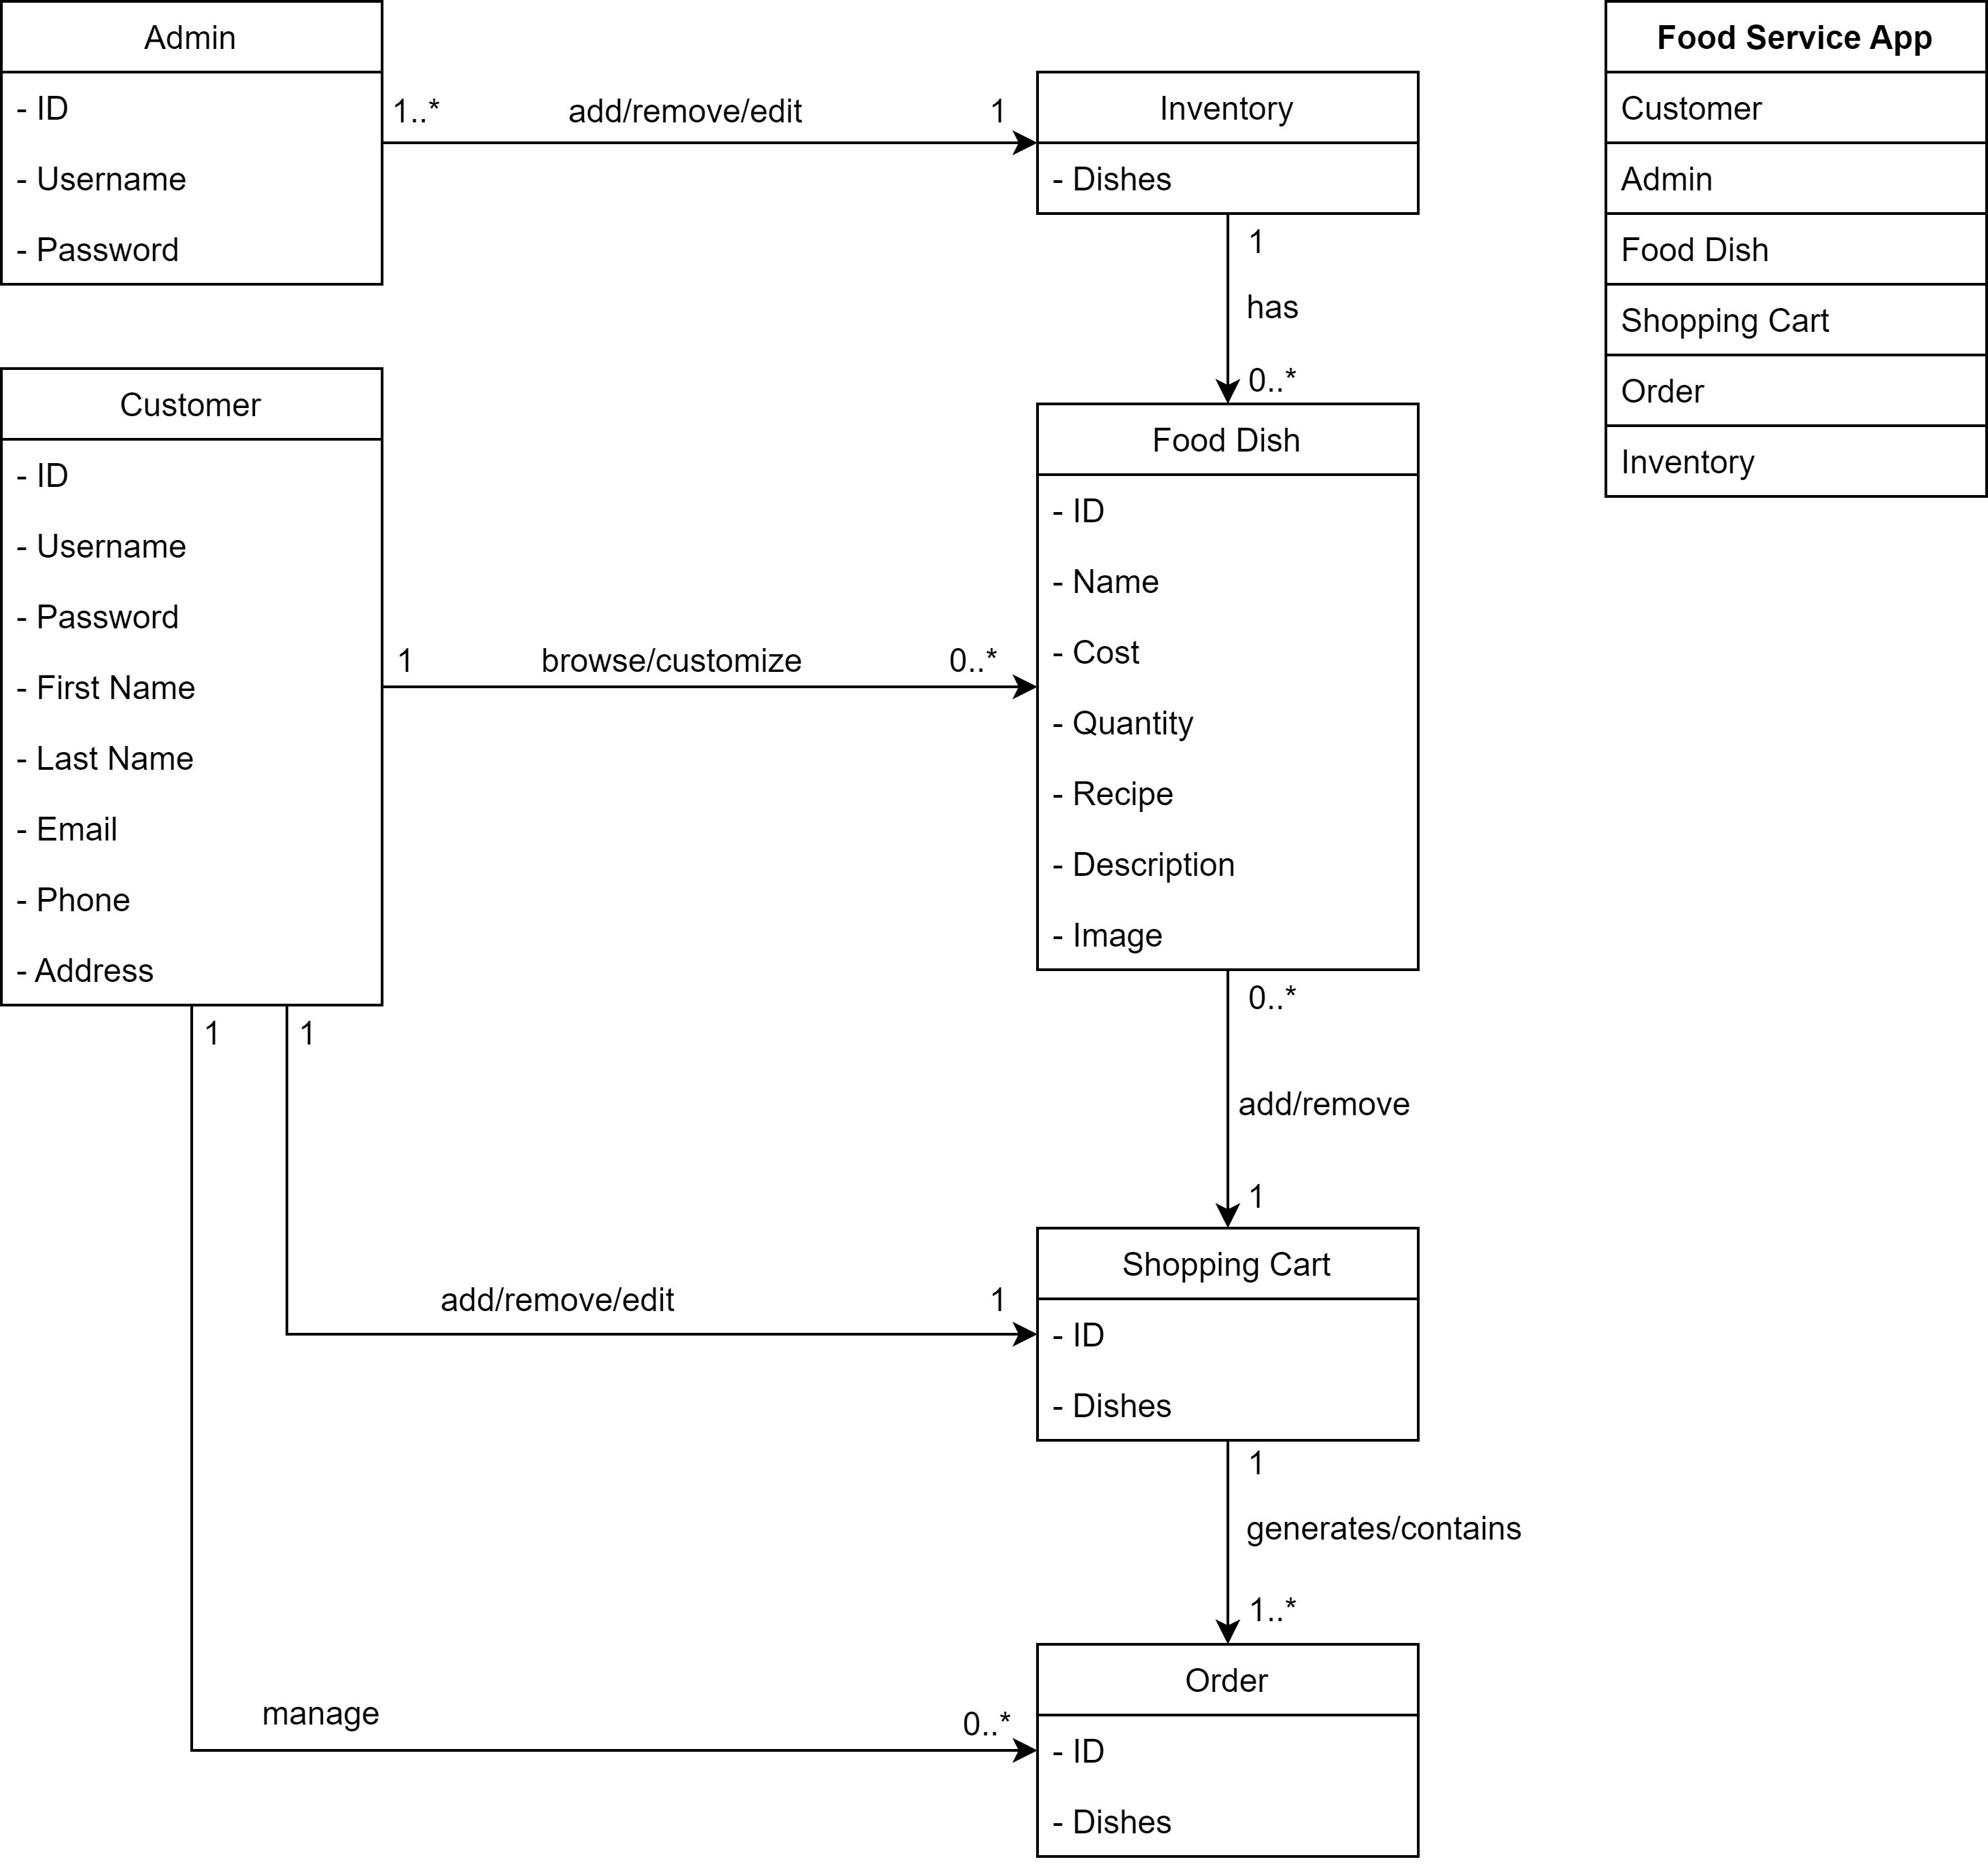 Admin
- ID
- Username
- Password
1..*
add/remove/edit
1
Inventory
- Dishes
1
has
0..*
Food Service App
Customer
Admin
Food Dish
Shopping Cart
Order
Inventory
Customer
- ID
- Username
- Password
- First Name
- Last Name
- Email
- Phone
- Address
1
browse/customize
0..*
Food Dish
- ID
- Name
- Cost
- Quantity
- Recipe
- Description
- Image
0..*
add/remove
1
1
1
add/remove/edit
1
Shopping Cart
- ID
- Dishes
1
generates/contains
1..*
manage
0..*
Order
- ID
- Dishes